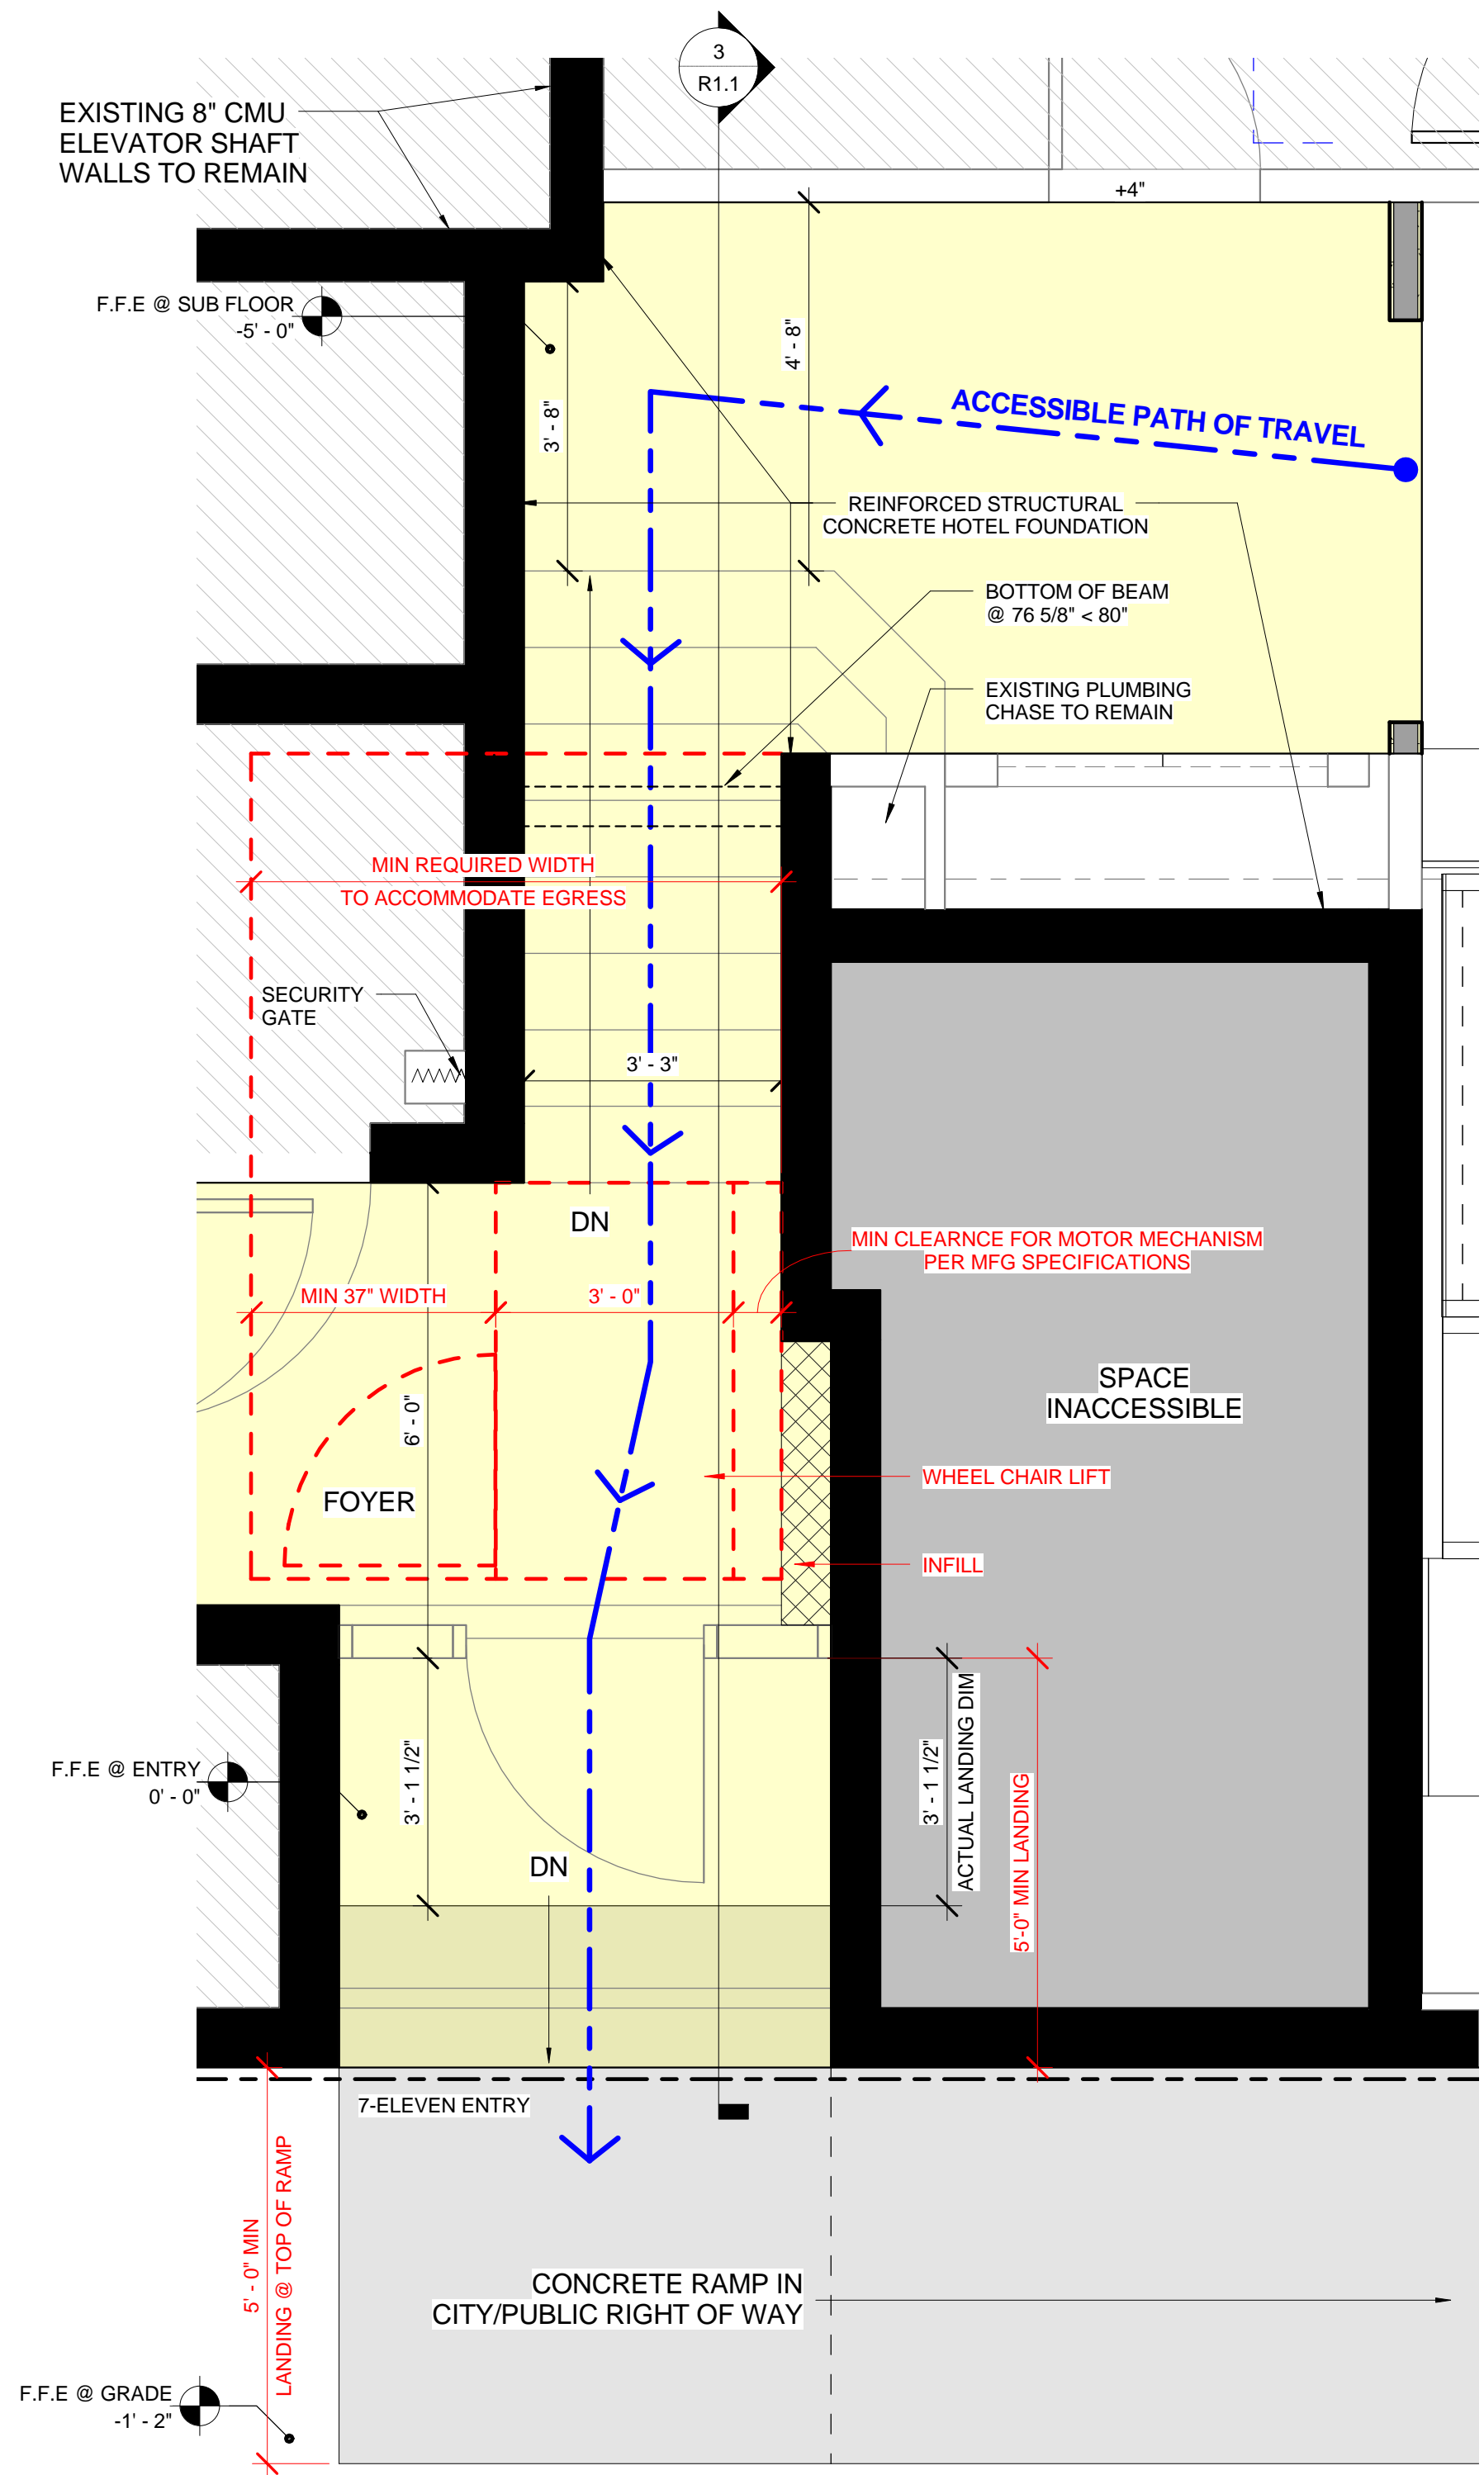 3
R1.1
EXISTING 8" CMU
ELEVATOR SHAFT
WALLS TO REMAIN
+4"
F.F.E @ SUB FLOOR
-5' - 0"
4' - 8"
3' - 8"
ACCESSIBLE PATH OF TRAVEL
REINFORCED STRUCTURAL
CONCRETE HOTEL FOUNDATION
BOTTOM OF BEAM
@ 76 5/8" < 80"
EXISTING PLUMBING
CHASE TO REMAIN
MIN REQUIRED WIDTH
TO ACCOMMODATE EGRESS
SECURITY
GATE
3' - 3"
DN
MIN CLEARNCE FOR MOTOR MECHANISM
PER MFG SPECIFICATIONS
MIN 37" WIDTH
3' - 0"
SPACE
INACCESSIBLE
6' - 0"
WHEEL CHAIR LIFT
FOYER
INFILL
F.F.E @ ENTRY
0' - 0"
3' - 1 1/2"
3' - 1 1/2"
ACTUAL LANDING DIM
5'-0" MIN LANDING
DN
7-ELEVEN ENTRY
5' - 0" MIN
LANDING @ TOP OF RAMP
CONCRETE RAMP IN
CITY/PUBLIC RIGHT OF WAY
F.F.E @ GRADE
-1' - 2"